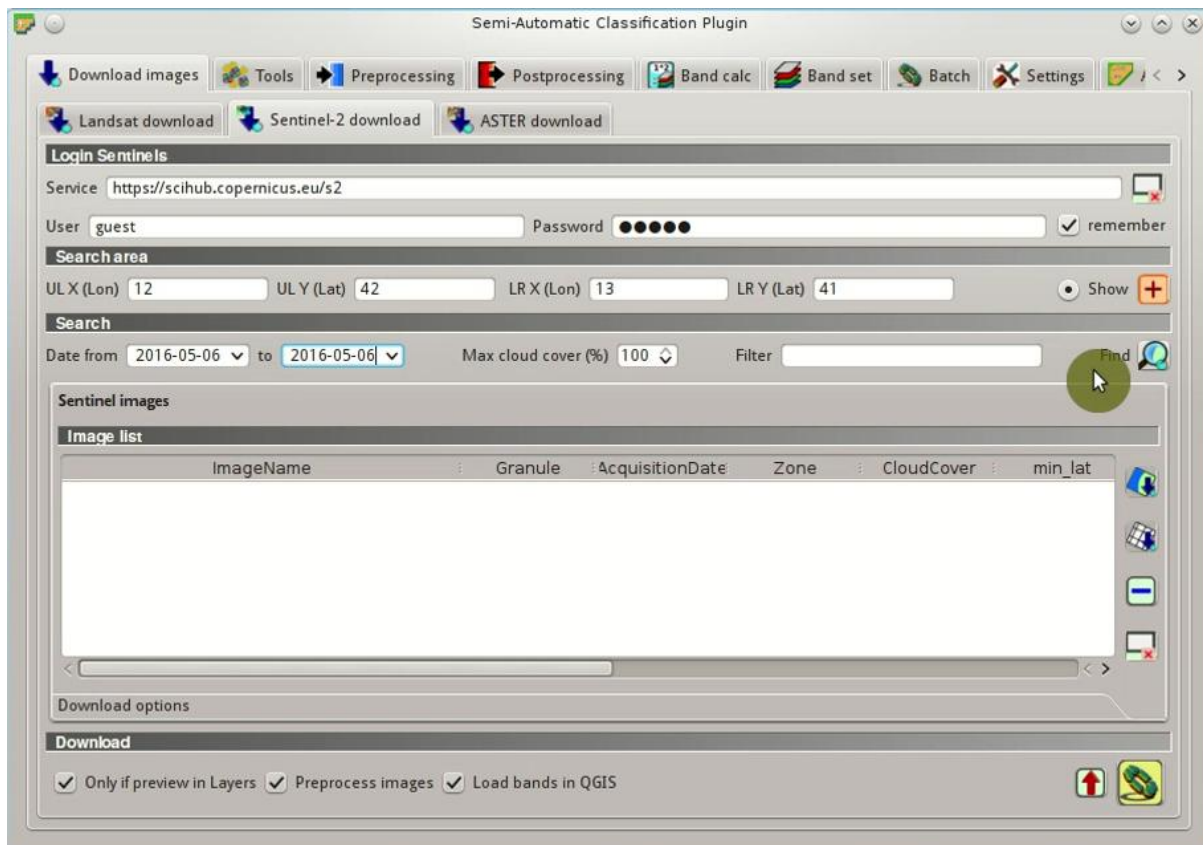 Semi-Automatic Classification Plugin
Download images Tools Preprocessing Postprocessing Band calc Band set Batch Settings
Landsat download Sentinel-2 download ASTER download
Login Sentinels
Service https://scihub.copernicus.eu/s2
User guest Password ●●●●● remember
Search area
UL X (Lon) 12 UL Y (Lat) 42 LR X (Lon) 13 LR Y (Lat) 41 Show
Search
Date from 2016-05-06 to 2016-05-06 Max cloud cover (%) 100 Filter Find
Sentinel images
Image list
ImageName Granule AcquisitionDate Zone CloudCover min_lat
Download options
Download
Only if preview in Layers Preprocess images Load bands in QGIS